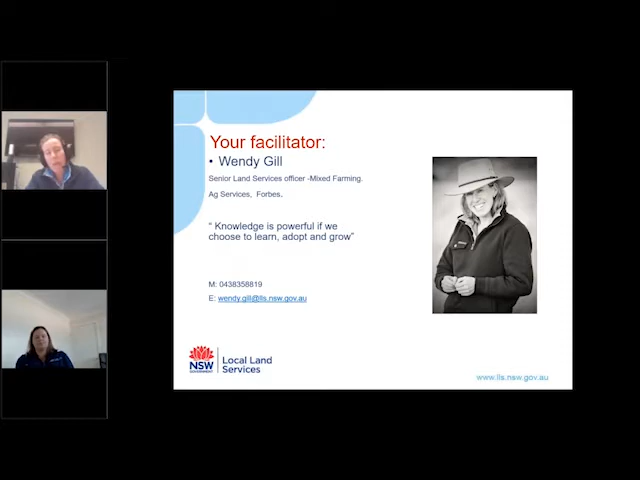 Your facilitator:
• Wendy Gill
Senior Land Services officer -Mixed Farming.
Ag Services, Forbes.
“ Knowledge is powerful if we
choose to learn, adopt and grow”
M: 0438358819
E: wendy.gill@lls.nsw.gov.au
NSW
GOVERNMENT
Local Land
Services
www.lls.nsw.gov.au